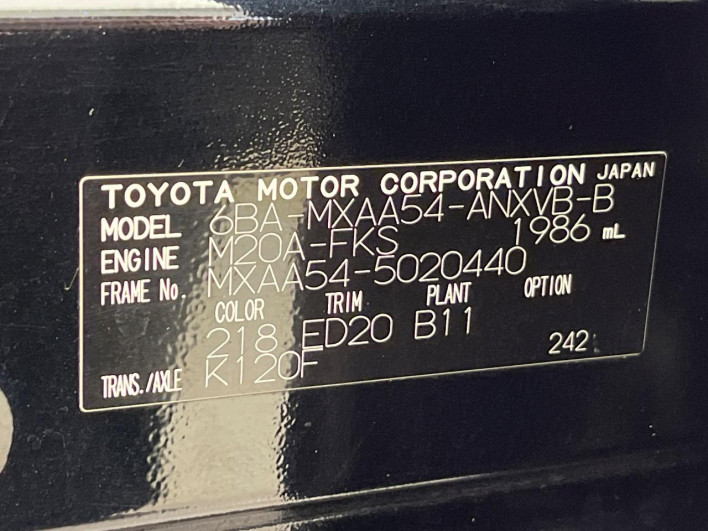 TOYOTA MOTOR CORPORATION JAPAN
MODEL 6BA-MXAA54-ANXVB-B
ENGINE M20A-FKS 1986 mL
FRAME No. MXAA54-5020440
COLOR TRIM PLANT OPTION
218 ED20 B11
TRANS./AXLE K120F 242